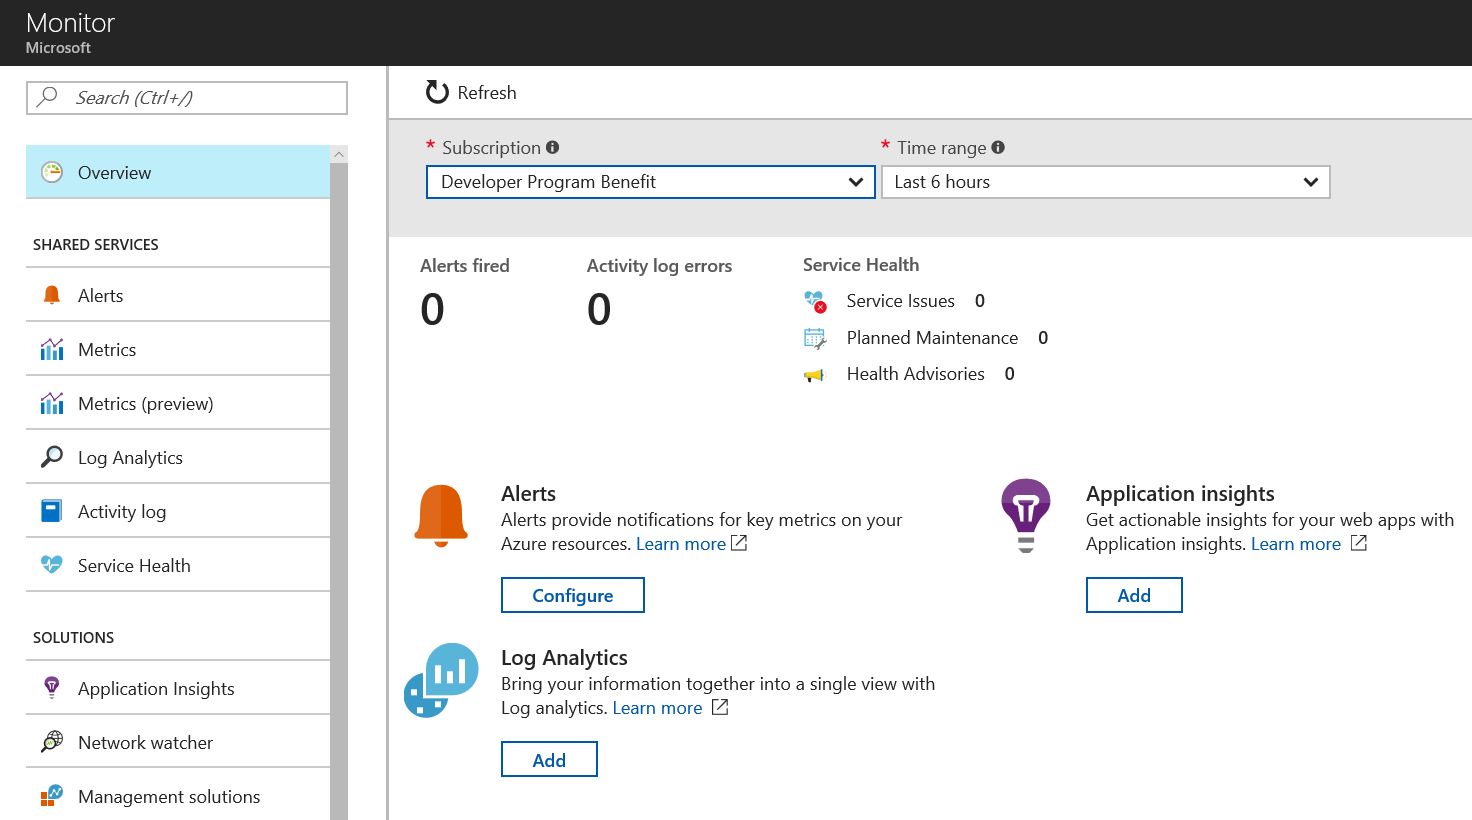 Monitor
Microsoft
Search (Ctrl+/)
Overview
SHARED SERVICES
Alerts
Metrics
Metrics (preview)
Log Analytics
Activity log
Service Health
SOLUTIONS
Application Insights
Network watcher
Management solutions
Refresh
* Subscription
Developer Program Benefit
* Time range
Last 6 hours
Alerts fired
0
Activity log errors
0
Service Health
Service Issues 0
Planned Maintenance 0
Health Advisories 0
Alerts
Alerts provide notifications for key metrics on your
Azure resources. Learn more
Configure
Application insights
Get actionable insights for your web apps with
Application insights. Learn more
Add
Log Analytics
Bring your information together into a single view with
Log analytics. Learn more
Add